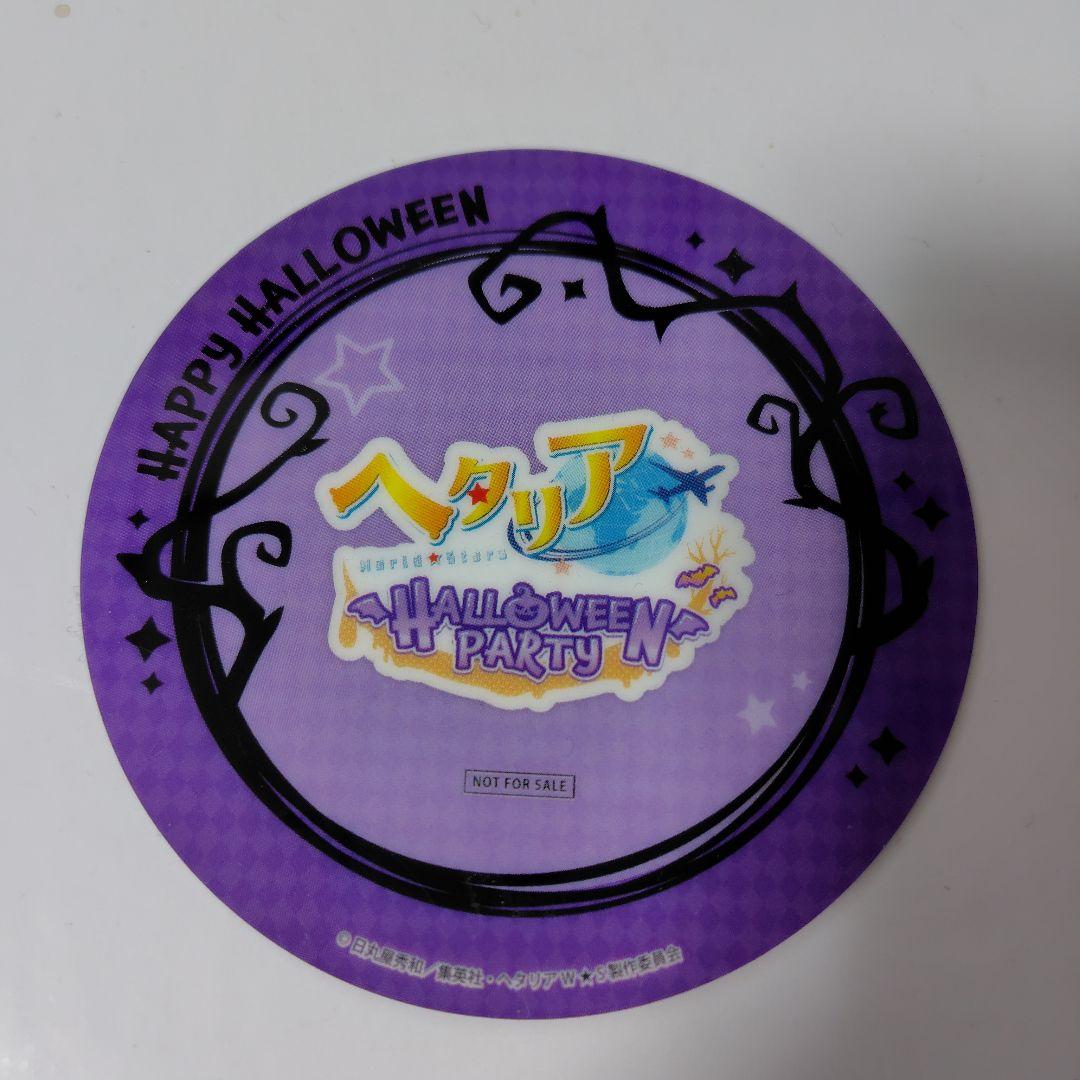 HAPPY HALLOWEEN
ヘタリア
World★Stars
HALLOWEEN
PARTY
NOT FOR SALE
©日丸屋秀和／集英社・ヘタリアW★S製作委員会